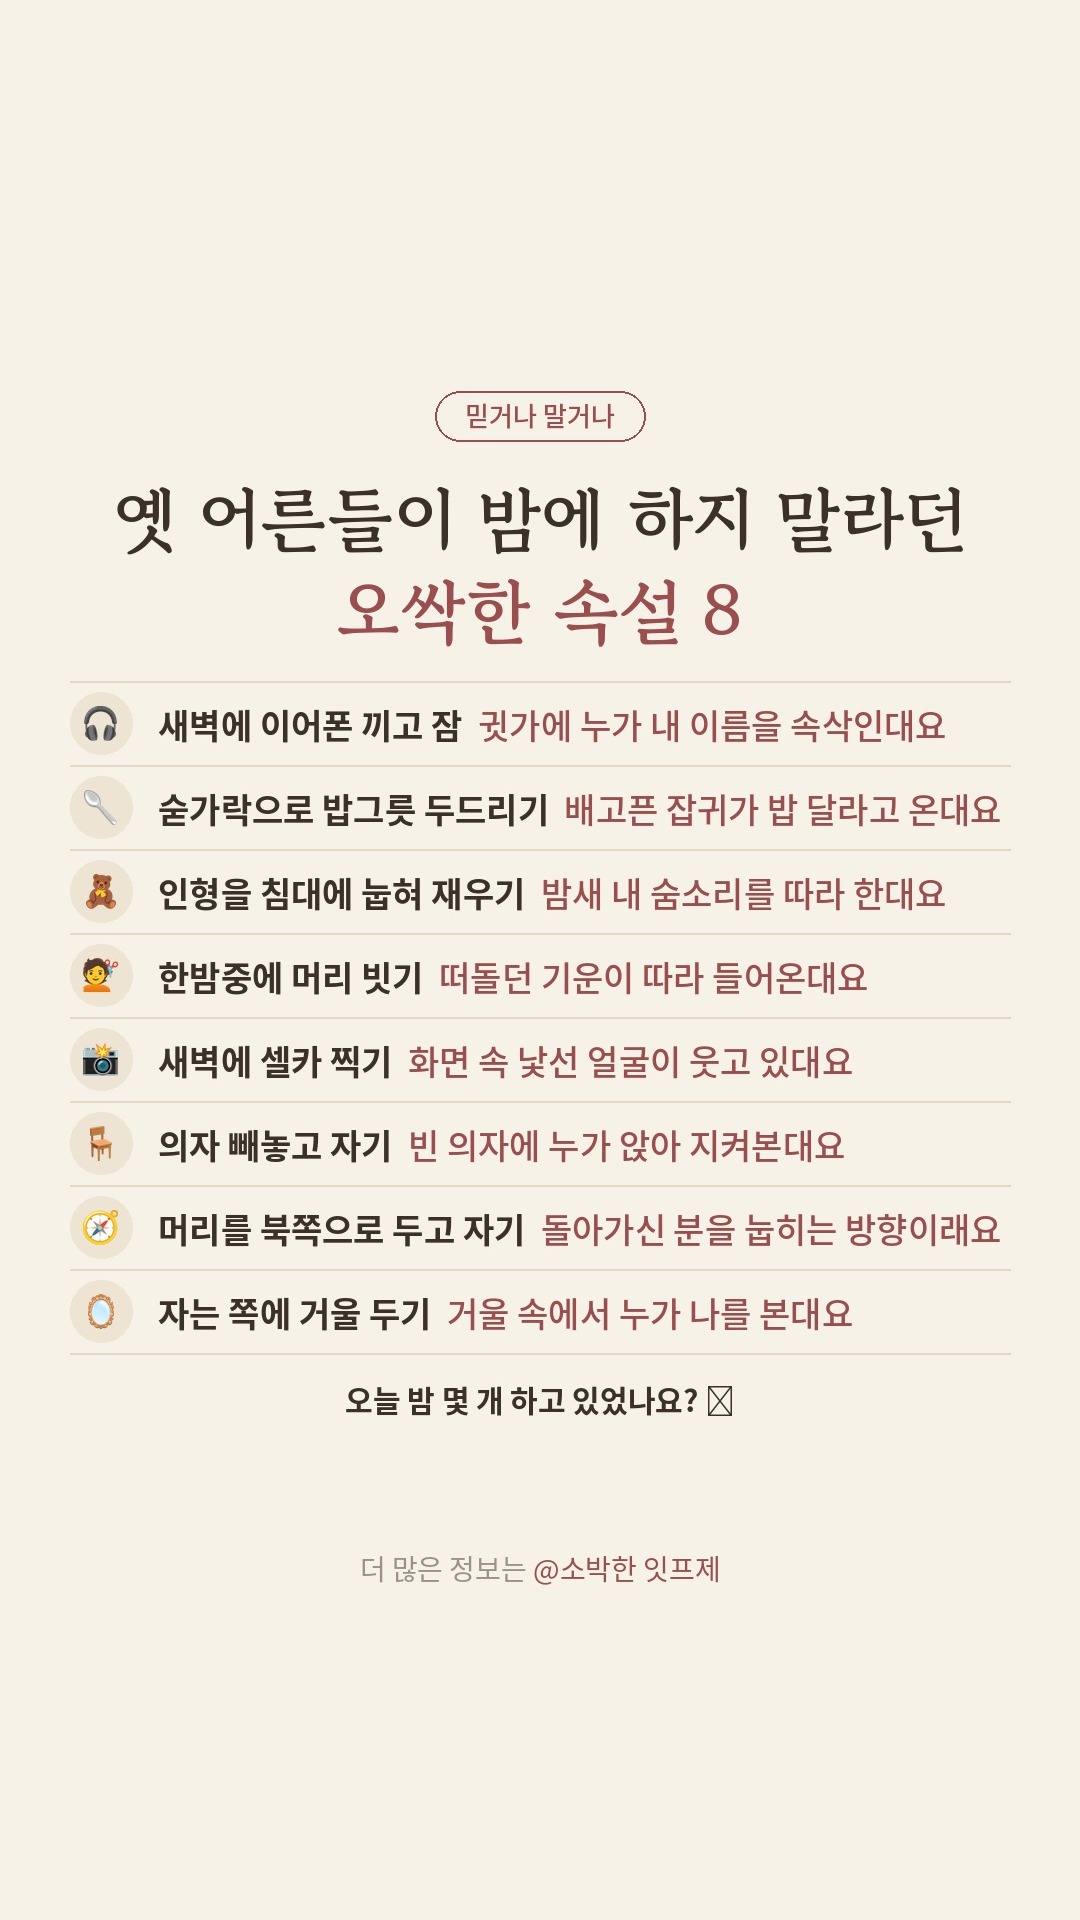 믿거나 말거나
옛 어른들이 밤에 하지 말라던
오싹한 속설 8
새벽에 이어폰 끼고 잠 귓가에 누가 내 이름을 속삭인대요
숟가락으로 밥그릇 두드리기 배고픈 잡귀가 밥 달라고 온대요
인형을 침대에 눕혀 재우기 밤새 내 숨소리를 따라 한대요
한밤중에 머리 빗기 떠돌던 기운이 따라 들어온대요
새벽에 셀카 찍기 화면 속 낯선 얼굴이 웃고 있대요
의자 빼놓고 자기 빈 의자에 누가 앉아 지켜본대요
머리를 북쪽으로 두고 자기 돌아가신 분을 눕히는 방향이래요
자는 쪽에 거울 두기 거울 속에서 누가 나를 본대요
오늘 밤 몇 개 하고 있었나요?
더 많은 정보는 @소박한 잇프제